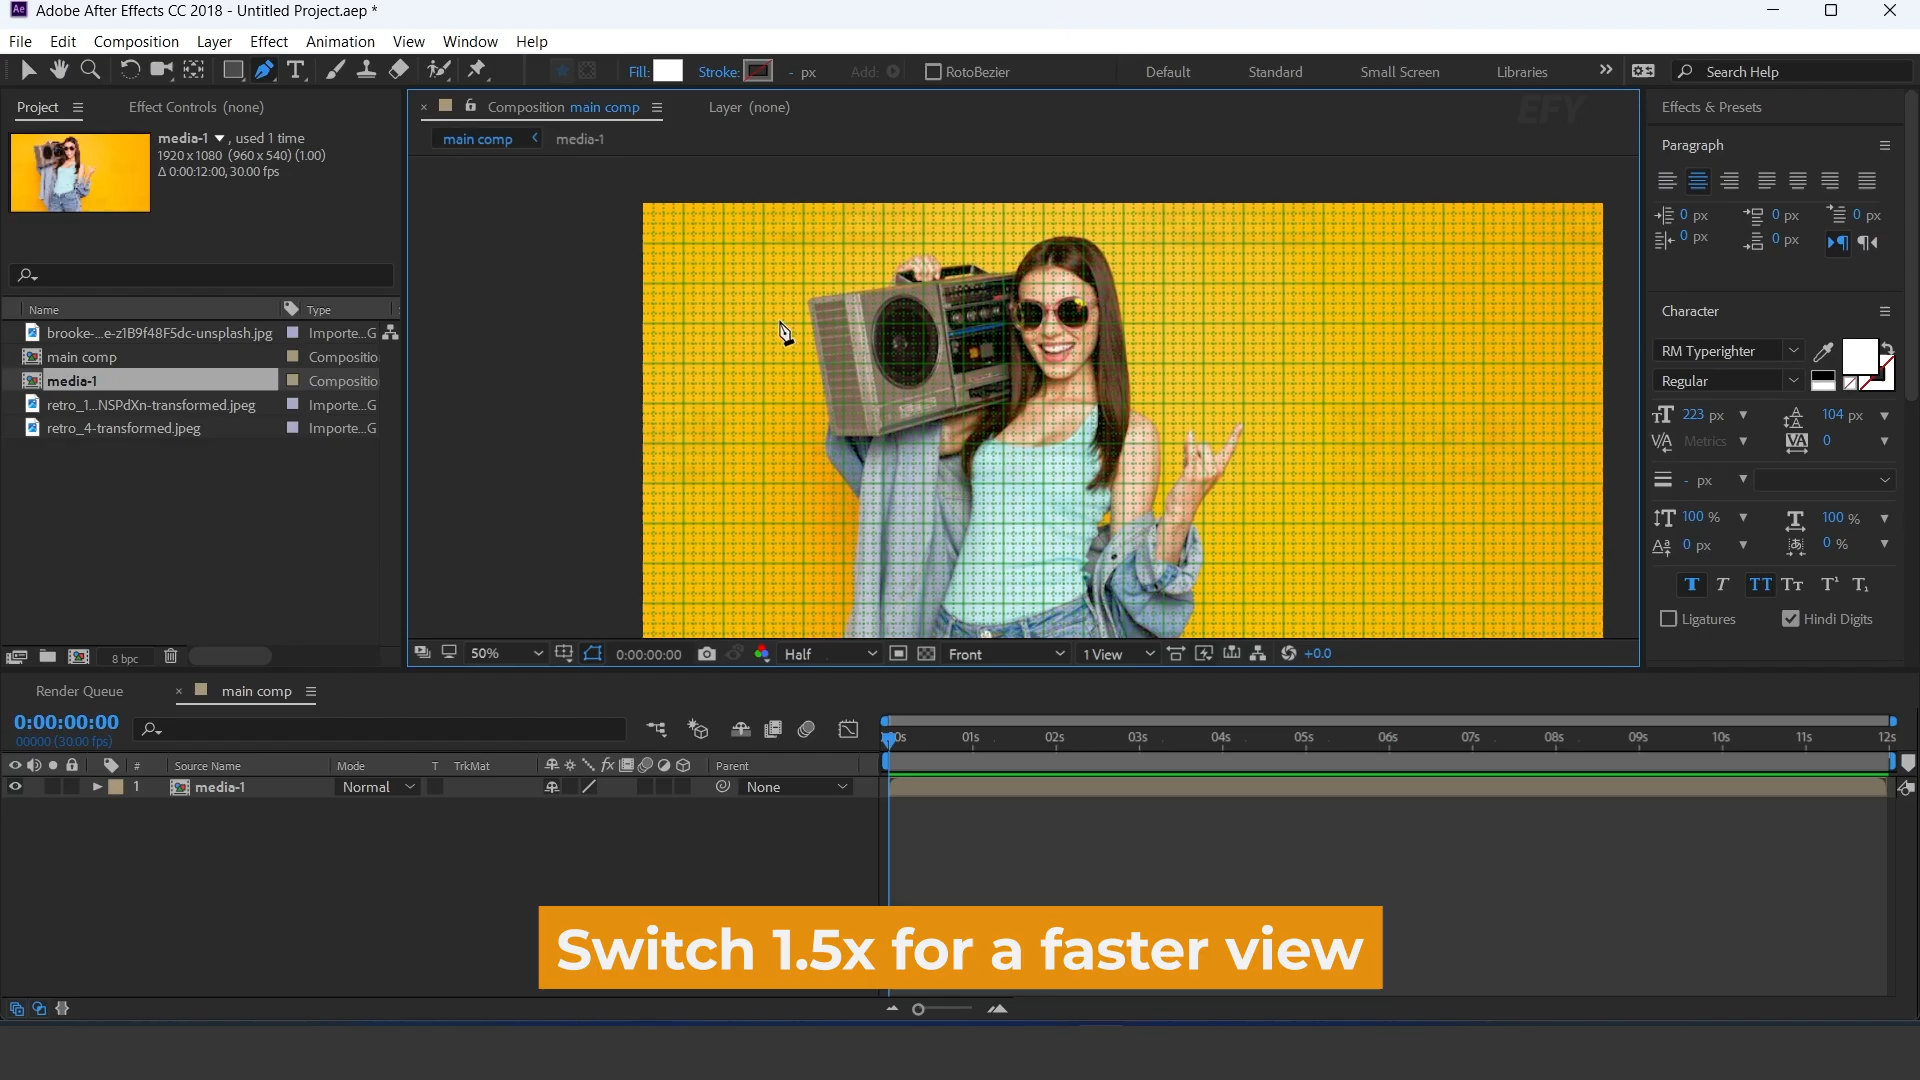 Adobe After Effects CC 2018 - Untitled Project.aep *
File Edit Composition Layer Effect Animation View Window Help
Fill: Stroke: - px Add: RotoBezier Default Standard Small Screen Libraries Search Help
Project Effect Controls (none)
Composition main comp Layer (none)
EFY
main comp media-1
media-1 , used 1 time
1920 x 1080 (960 x 540) (1.00)
Δ 0:00:12:00, 30.00 fps
Name Type
brooke-...e-z1B9f48F5dc-unsplash.jpg Importe...G
main comp Compositio
media-1 Compositio
retro_1...NSPdXn-transformed.jpeg Importe...G
retro_4-transformed.jpeg Importe...G
8 bpc
50% 0:00:00:00 Half Front 1 View +0.0
Effects & Presets
Paragraph
0 px 0 px 0 px
0 px 0 px
Character
RM Typerighter
Regular
223 px 104 px
Metrics 0
- px
100 % 100 %
0 px 0 %
T T TT Tт T¹ T₁
Ligatures Hindi Digits
Render Queue main comp
0:00:00:00
00000 (30.00 fps)
0s 01s 02s 03s 04s 05s 06s 07s 08s 09s 10s 11s 12s
# Source Name Mode T TrkMat Parent
1 media-1 Normal None
Switch 1.5x for a faster view